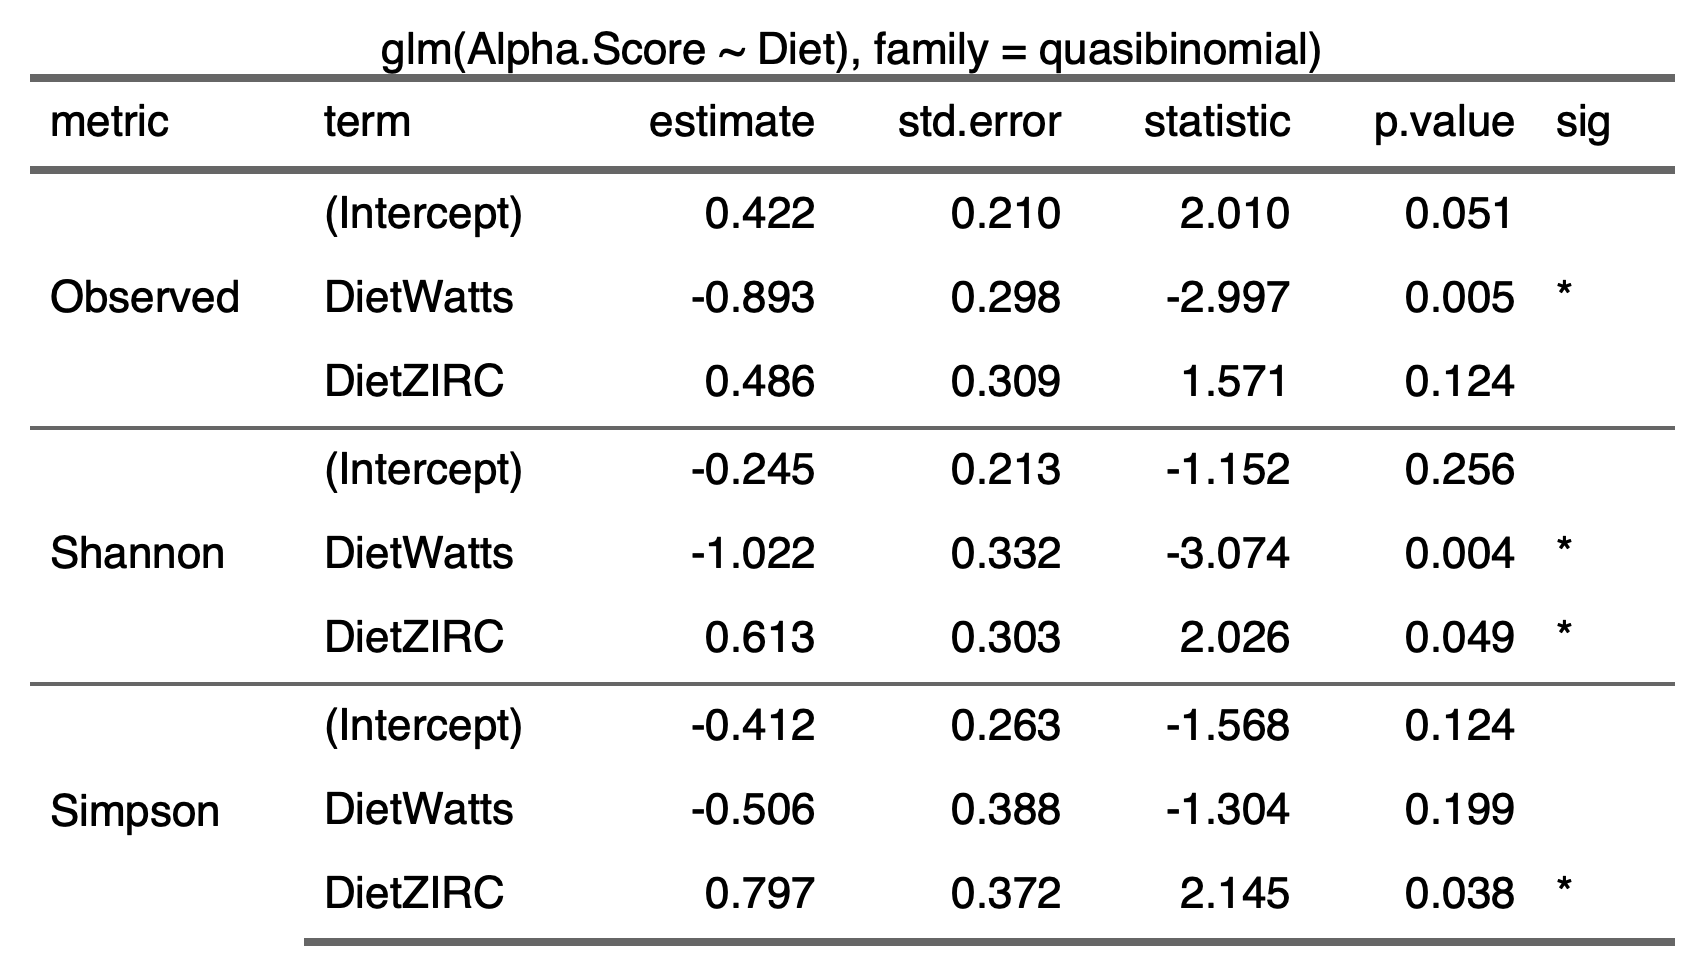 glm(Alpha.Score ~ Diet), family = quasibinomial)
metric term estimate std.error statistic p.value sig
(Intercept) 0.422 0.210 2.010 0.051
Observed DietWatts -0.893 0.298 -2.997 0.005 *
DietZIRC 0.486 0.309 1.571 0.124
(Intercept) -0.245 0.213 -1.152 0.256
Shannon DietWatts -1.022 0.332 -3.074 0.004 *
DietZIRC 0.613 0.303 2.026 0.049 *
(Intercept) -0.412 0.263 -1.568 0.124
Simpson DietWatts -0.506 0.388 -1.304 0.199
DietZIRC 0.797 0.372 2.145 0.038 *